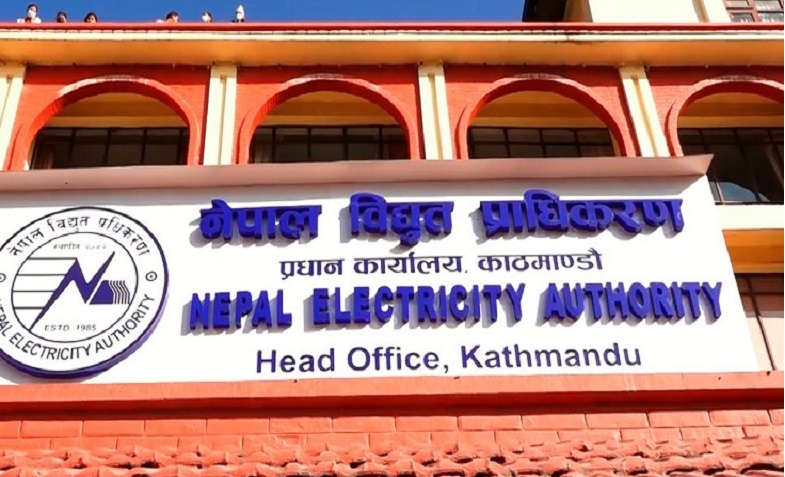 नेपाल विद्युत प्राधिकरण
प्रधान कार्यालय, काठमाण्डौ
NEPAL ELECTRICITY AUTHORITY
Head Office, Kathmandu
नेपाल विद्युत प्राधिकरण
ESTD. 1985
NEPAL ELECTRICITY AUTHORITY